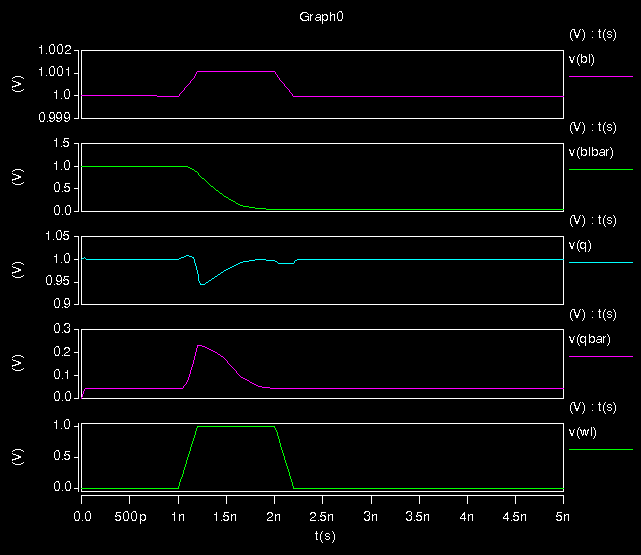 Graph0
(V) : t(s)
1.002
v(bl)
1.001
(V)
1.0
0.999
(V) : t(s)
1.5
v(blbar)
1.0
(V)
0.5
0.0
(V) : t(s)
1.05
v(q)
1.0
(V)
0.95
0.9
(V) : t(s)
0.3
v(qbar)
0.2
(V)
0.1
0.0
(V) : t(s)
1.0
v(wl)
0.5
(V)
0.0
0.0 500p 1n 1.5n 2n 2.5n 3n 3.5n 4n 4.5n 5n
t(s)